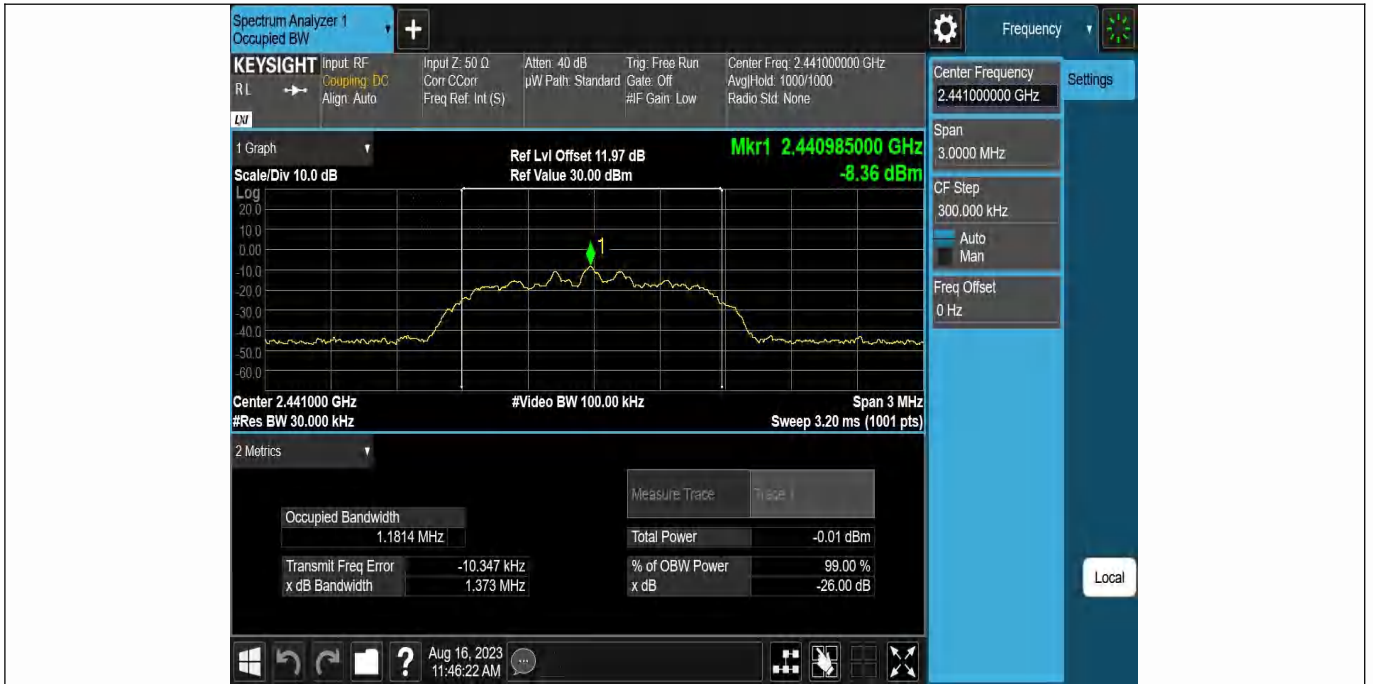 Spectrum Analyzer 1
Occupied BW
+
Frequency
KEYSIGHT
RL
LXI
Input: RF
Coupling: DC
Align: Auto
Input Z: 50 Ω
Corr CCorr
Freq Ref: Int (S)
Atten: 40 dB
µW Path: Standard
Trig: Free Run
Gate: Off
#IF Gain: Low
Center Freq: 2.441000000 GHz
Avg|Hold: 1000/1000
Radio Std: None
Center Frequency
2.441000000 GHz
Settings
Span
3.0000 MHz
CF Step
300.000 kHz
Auto
Man
Freq Offset
0 Hz
Local
1 Graph
Scale/Div 10.0 dB
Ref Lvl Offset 11.97 dB
Ref Value 30.00 dBm
Mkr1 2.440985000 GHz
-8.36 dBm
Log
20.0
10.0
0.00
-10.0
-20.0
-30.0
-40.0
-50.0
-60.0
1
Center 2.441000 GHz
#Res BW 30.000 kHz
#Video BW 100.00 kHz
Span 3 MHz
Sweep 3.20 ms (1001 pts)
2 Metrics
Measure Trace Trace 1
Occupied Bandwidth
1.1814 MHz
Total Power -0.01 dBm
Transmit Freq Error -10.347 kHz
% of OBW Power 99.00 %
x dB Bandwidth 1.373 MHz
x dB -26.00 dB
?
Aug 16, 2023
11:46:22 AM